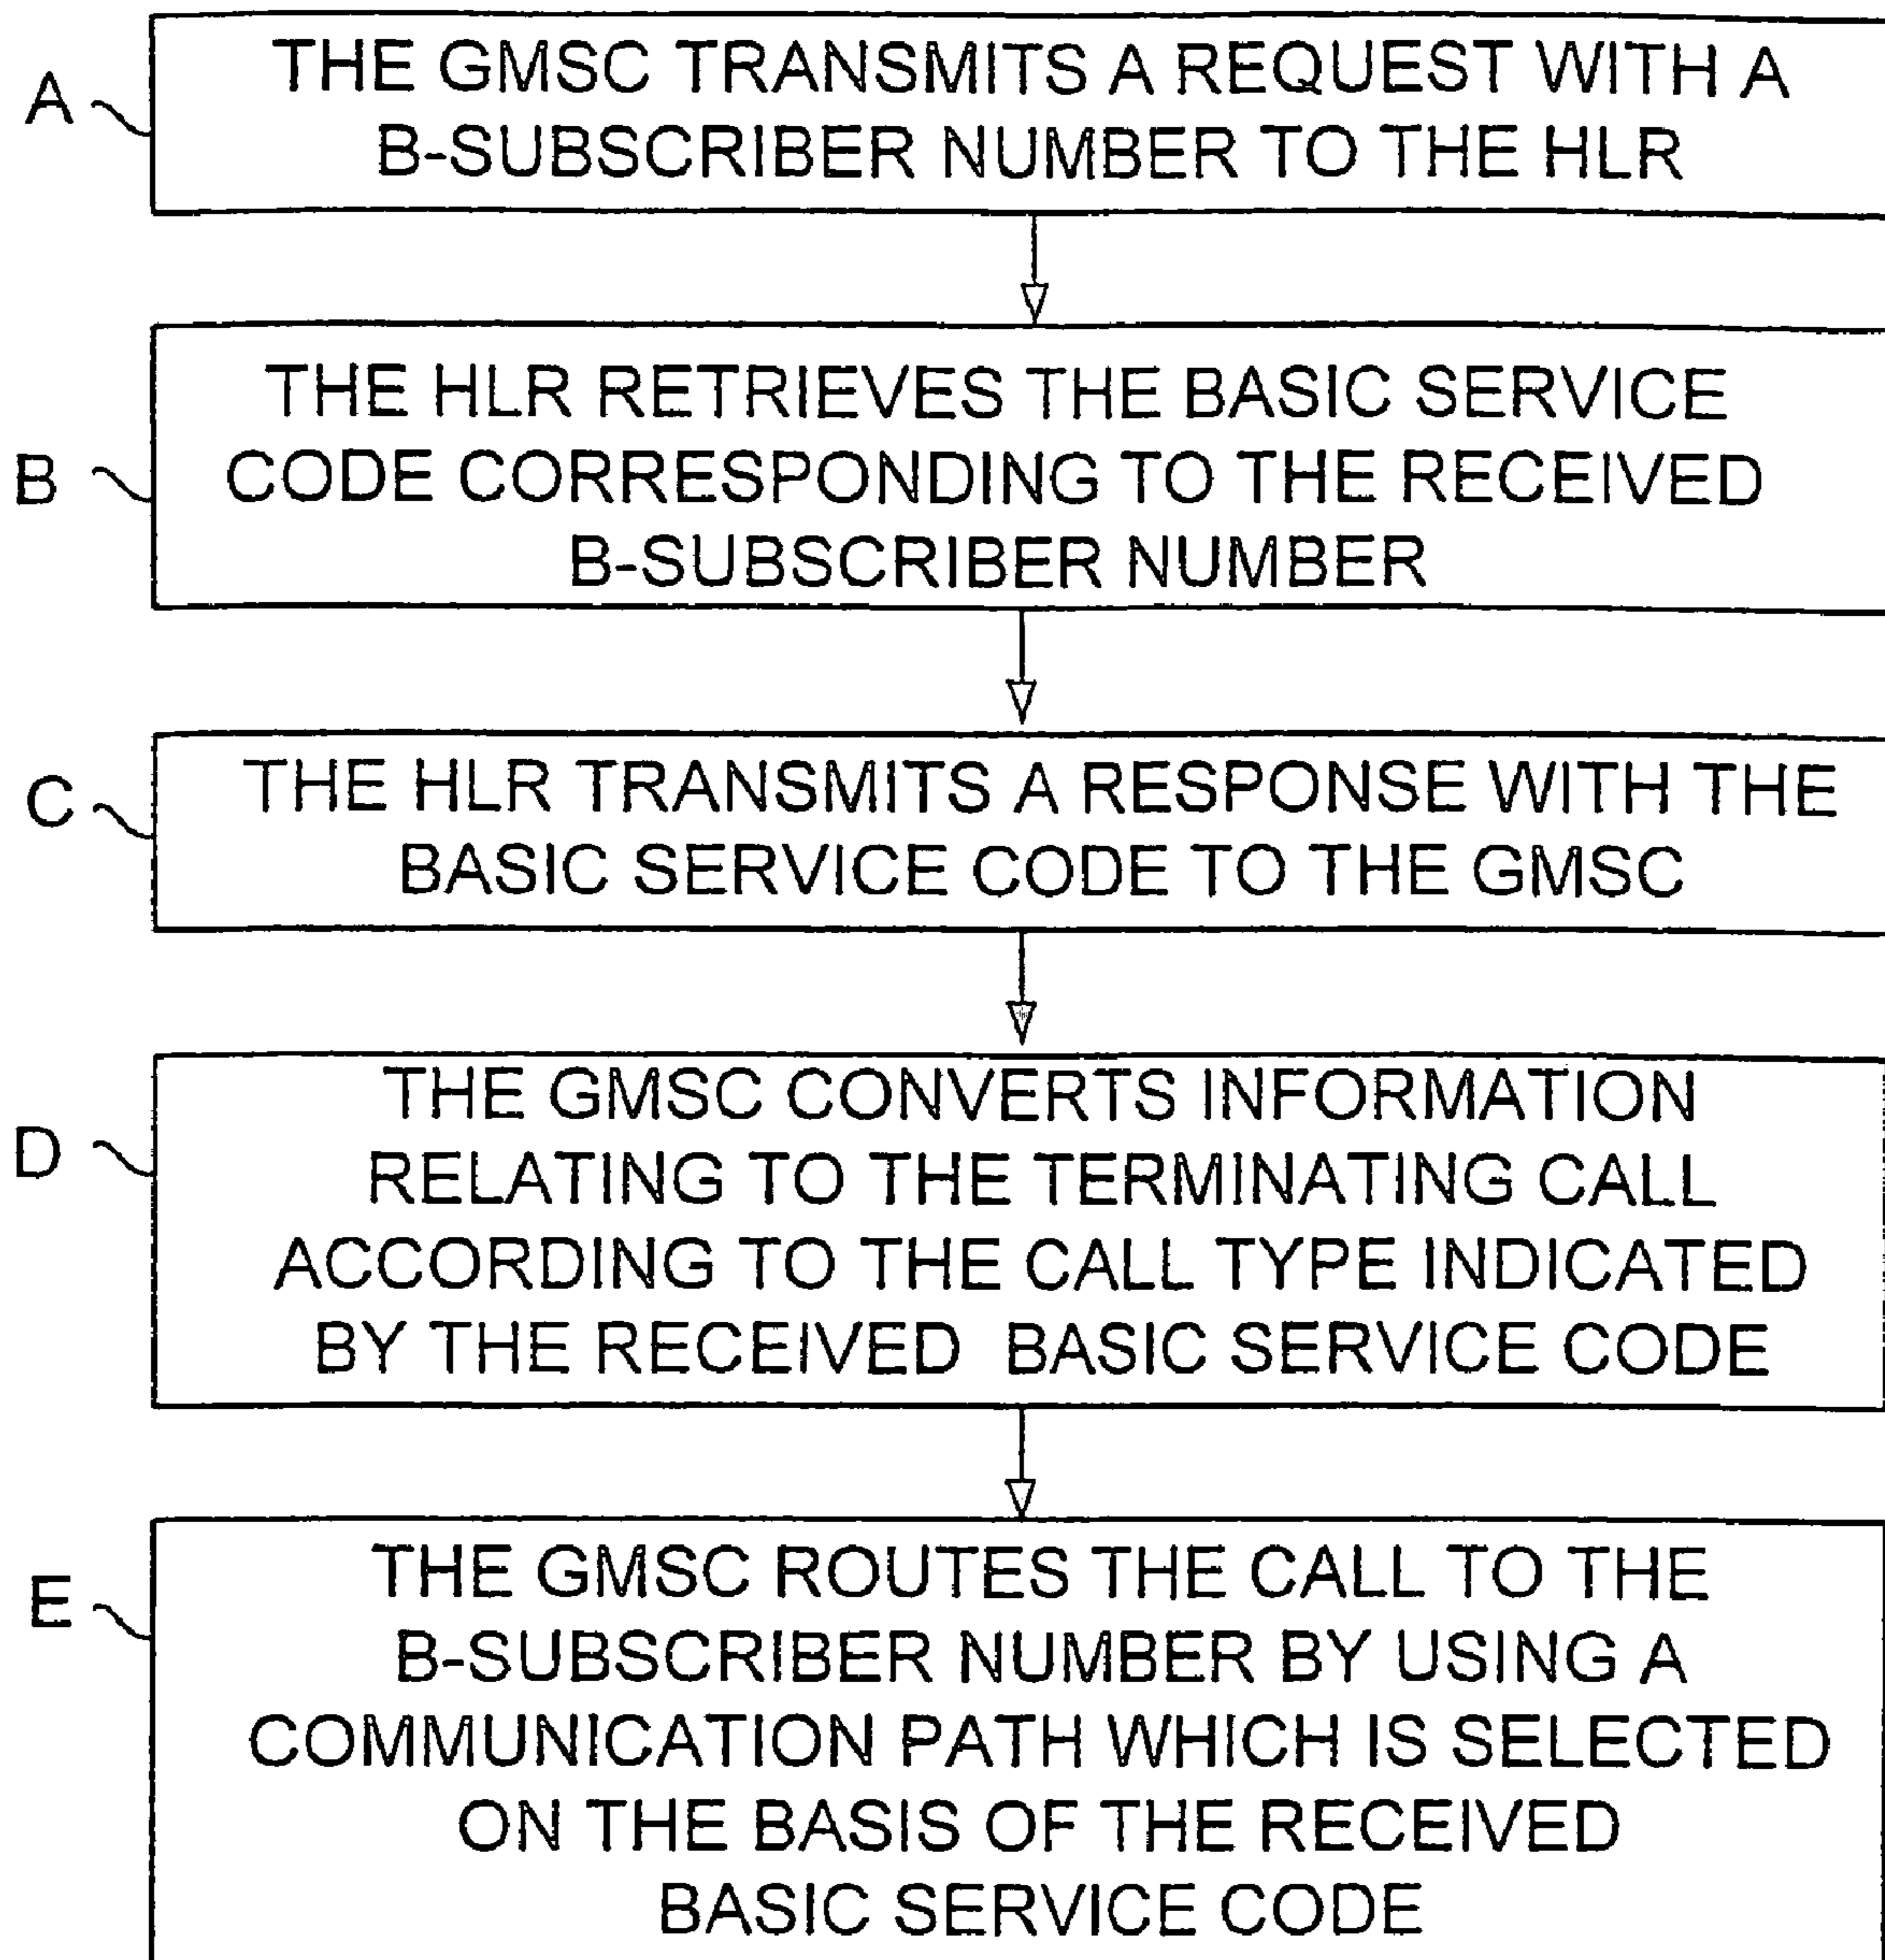 A
THE GMSC TRANSMITS A REQUEST WITH A
B-SUBSCRIBER NUMBER TO THE HLR
B
THE HLR RETRIEVES THE BASIC SERVICE
CODE CORRESPONDING TO THE RECEIVED
B-SUBSCRIBER NUMBER
C
THE HLR TRANSMITS A RESPONSE WITH THE
BASIC SERVICE CODE TO THE GMSC
D
THE GMSC CONVERTS INFORMATION
RELATING TO THE TERMINATING CALL
ACCORDING TO THE CALL TYPE INDICATED
BY THE RECEIVED BASIC SERVICE CODE
E
THE GMSC ROUTES THE CALL TO THE
B-SUBSCRIBER NUMBER BY USING A
COMMUNICATION PATH WHICH IS SELECTED
ON THE BASIS OF THE RECEIVED
BASIC SERVICE CODE